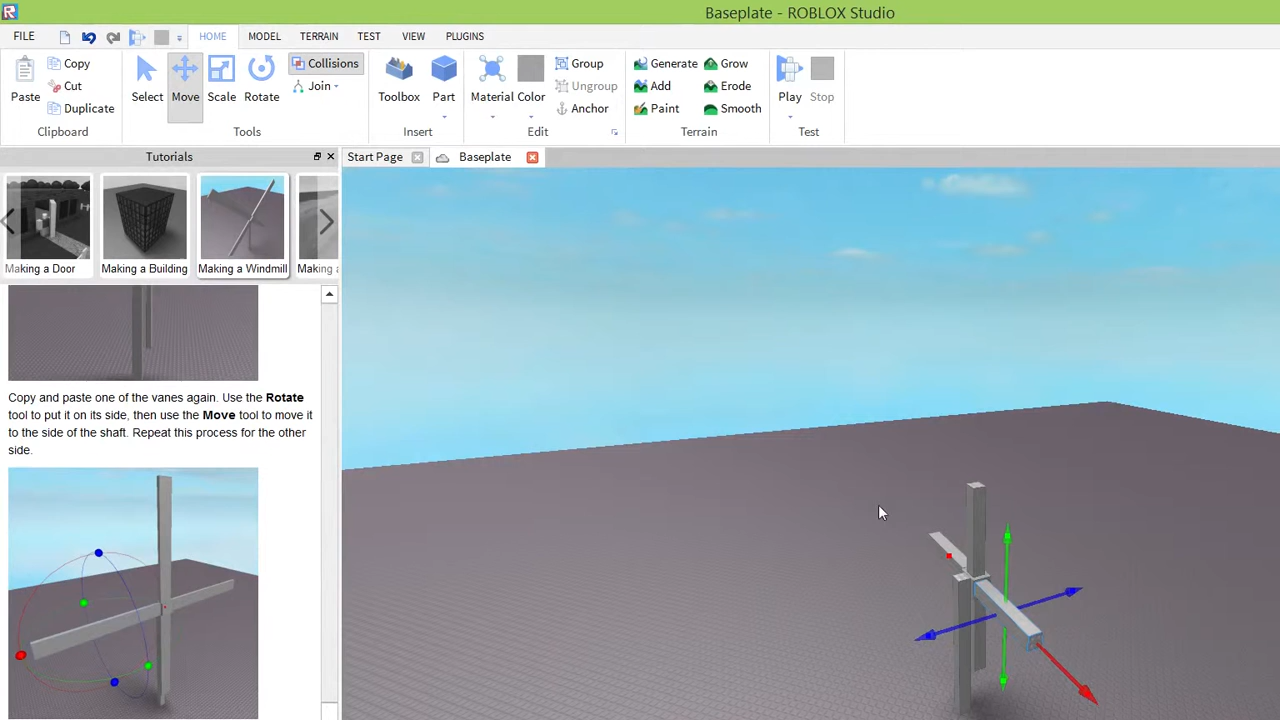 Baseplate - ROBLOX Studio
FILE
HOME
MODEL
TERRAIN
TEST
VIEW
PLUGINS
Paste
Copy
Cut
Duplicate
Clipboard
Select
Move
Scale
Rotate
Collisions
Join
Tools
Toolbox
Part
Insert
Material
Color
Group
Ungroup
Anchor
Edit
Generate
Grow
Add
Erode
Paint
Smooth
Terrain
Play
Stop
Test
Tutorials
Start Page
Baseplate
Making a Door
Making a Building
Making a Windmill
Making a
Copy and paste one of the vanes again. Use the Rotate
tool to put it on its side, then use the Move tool to move it
to the side of the shaft. Repeat this process for the other
side.